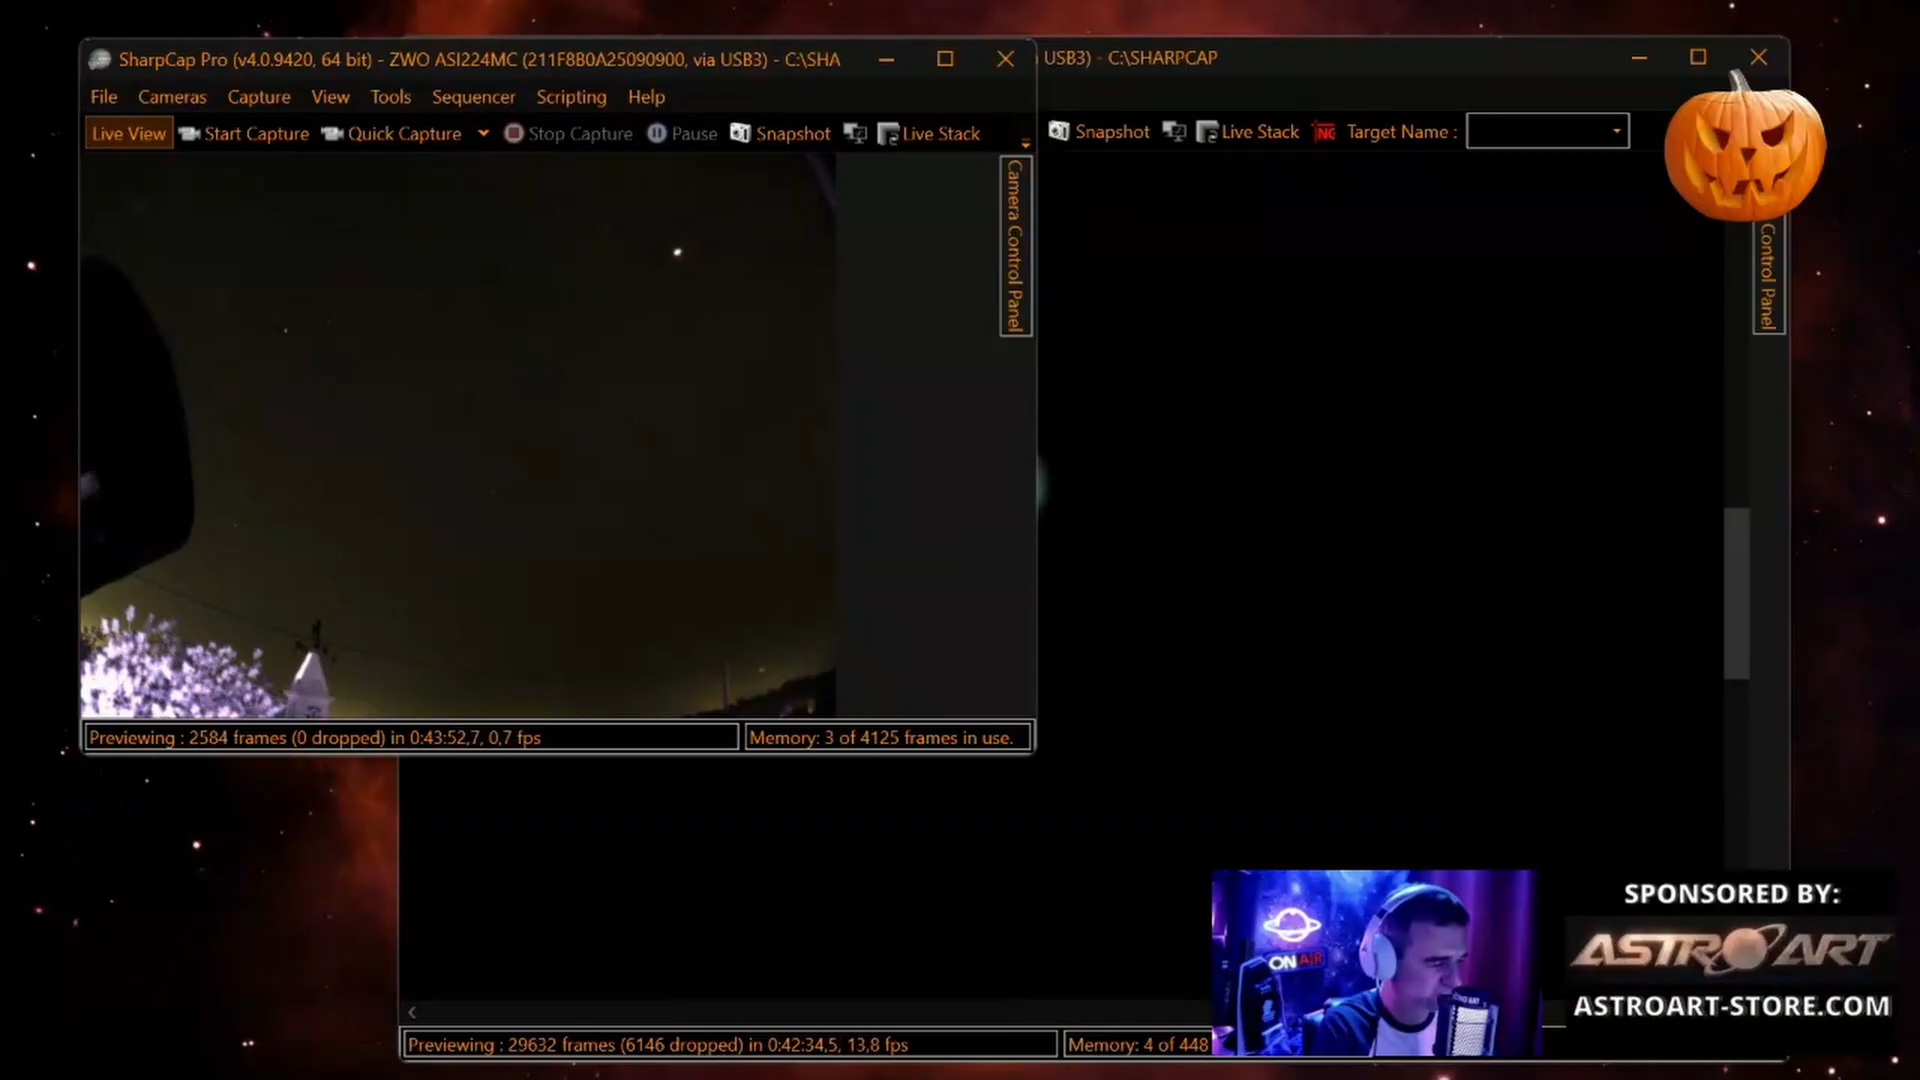 SharpCap Pro (v4.0.9420, 64 bit) - ZWO ASI224MC (211F8B0A25090900, via USB3) - C:\SHA
USB3) - C:\SHARPCAP
File Cameras Capture View Tools Sequencer Scripting Help
Live View Start Capture Quick Capture Stop Capture Pause Snapshot Live Stack
Snapshot Live Stack Target Name :
Camera Control Panel
Control Panel
Previewing : 2584 frames (0 dropped) in 0:43:52,7, 0,7 fps
Memory: 3 of 4125 frames in use.
ON AIR
SPONSORED BY:
ASTROART
ASTROART-STORE.COM
Previewing : 29632 frames (6146 dropped) in 0:42:34,5, 13,8 fps
Memory: 4 of 448